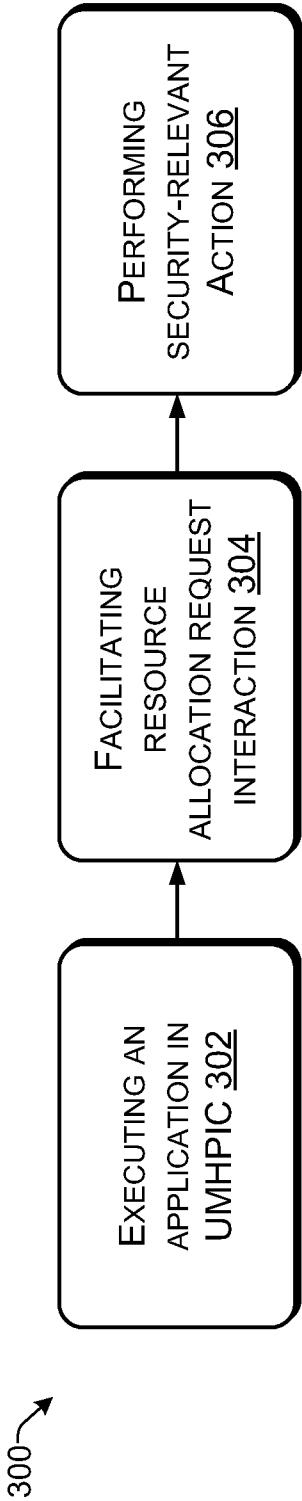 300
EXECUTING AN
APPLICATION IN
UMHPIC 302
FACILITATING
RESOURCE
ALLOCATION REQUEST
INTERACTION 304
PERFORMING
SECURITY-RELEVANT
ACTION 306